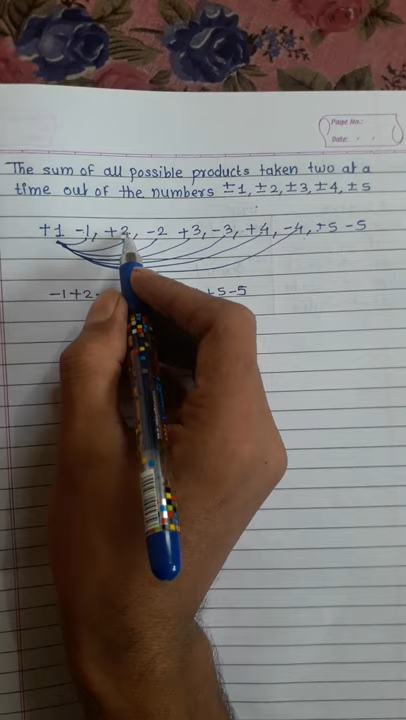 Page No.:
Date:
The sum of all possible products taken two at a
time out of the numbers ±1, ±2, ±3, ±4, ±5
+1 -1, +2, -2 +3, -3, +4, -4, +5 -5
-1+2 +5-5